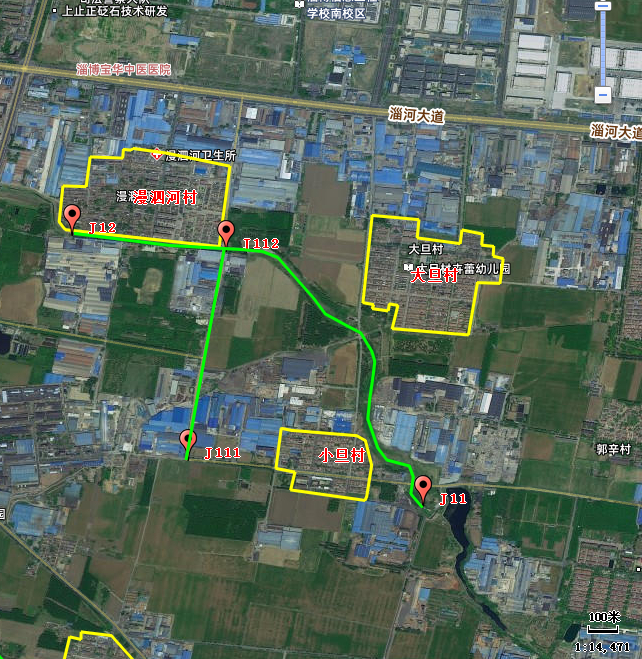 上止正砭石技术研发
学校南校区
淄博宝华中医医院
淄河大道
淄河大道
漫泗河卫生所
漫泗河村
J12
J112
大旦村
大旦村
J111
小旦村
郭辛村
J11
园
100米
1:14,471